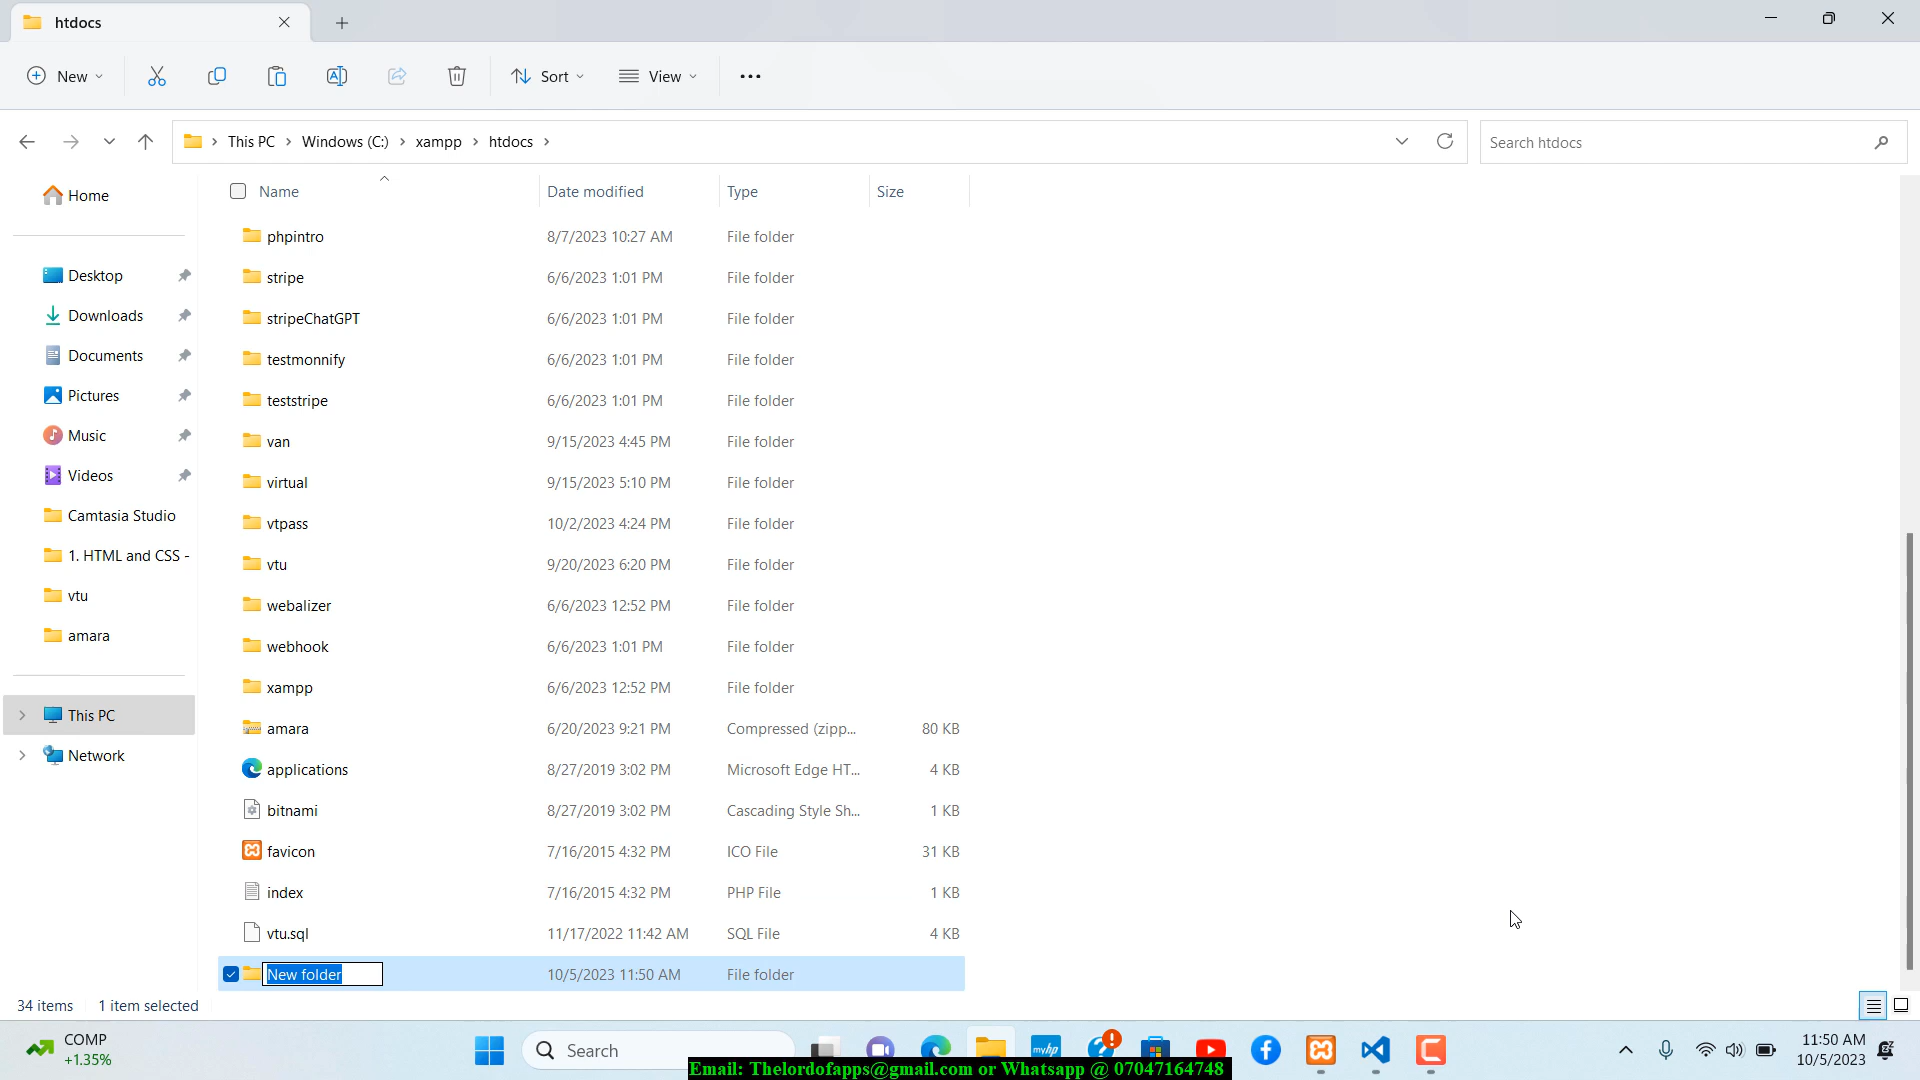 htdocs
New
Sort
View
This PC
Windows (C:)
xampp
htdocs
Search htdocs
Name
Date modified
Type
Size
Home
Desktop
Downloads
Documents
Pictures
Music
Videos
Camtasia Studio
1. HTML and CSS -
vtu
amara
This PC
Network
phpintro 8/7/2023 10:27 AM File folder
stripe 6/6/2023 1:01 PM File folder
stripeChatGPT 6/6/2023 1:01 PM File folder
testmonnify 6/6/2023 1:01 PM File folder
teststripe 6/6/2023 1:01 PM File folder
van 9/15/2023 4:45 PM File folder
virtual 9/15/2023 5:10 PM File folder
vtpass 10/2/2023 4:24 PM File folder
vtu 9/20/2023 6:20 PM File folder
webalizer 6/6/2023 12:52 PM File folder
webhook 6/6/2023 1:01 PM File folder
xampp 6/6/2023 12:52 PM File folder
amara 6/20/2023 9:21 PM Compressed (zipp... 80 KB
applications 8/27/2019 3:02 PM Microsoft Edge HT... 4 KB
bitnami 8/27/2019 3:02 PM Cascading Style Sh... 1 KB
favicon 7/16/2015 4:32 PM ICO File 31 KB
index 7/16/2015 4:32 PM PHP File 1 KB
vtu.sql 11/17/2022 11:42 AM SQL File 4 KB
New folder 10/5/2023 11:50 AM File folder
34 items 1 item selected
COMP
+1.35%
Search
myhp
11:50 AM
10/5/2023
Email: Thelordofapps@gmail.com or Whatsapp @ 07047164748